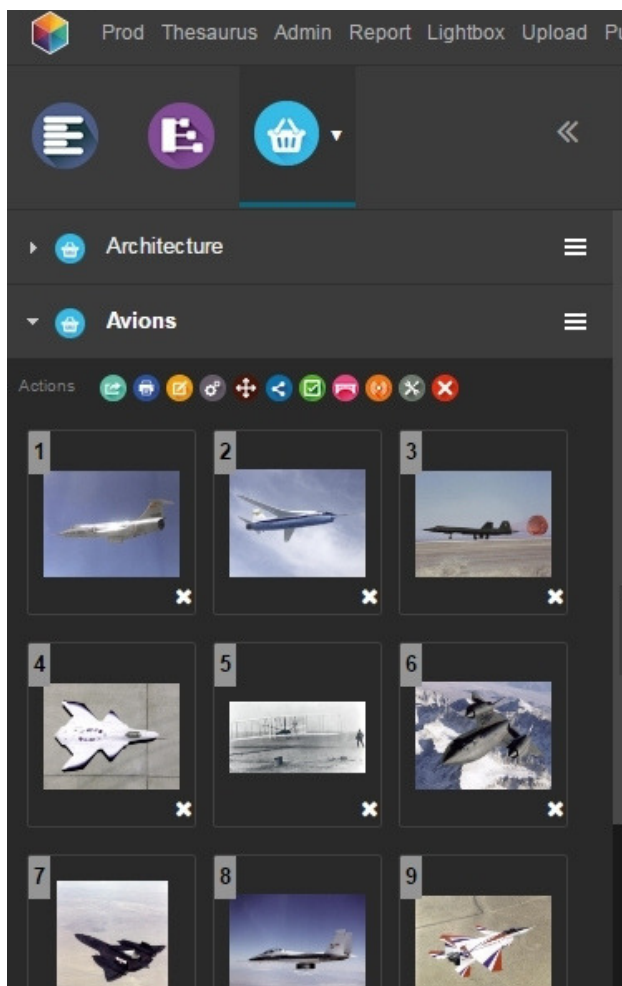 Prod Thesaurus Admin Report Lightbox Upload
Architecture
Avions
Actions
1 2 3
4 5 6
7 8 9